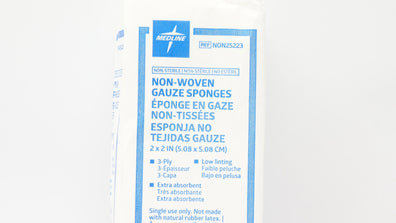 MEDLINE
REF NON25223
NON-STERILE | NON STÉRILE | NO ESTÉRIL
NON-WOVEN
GAUZE SPONGES
ÉPONGE EN GAZE
NON-TISSÉES
ESPONJA NO
TEJIDAS GAUZE
2 x 2 IN (5.08 x 5.08 CM)
3-Ply
3-Épaisseur
3-Capa
Low linting
Faible peluche
Bajo en pelusa
Extra absorbent
Très absorbante
Extra absorbente
Single use only. Not made
with natural rubber latex. |